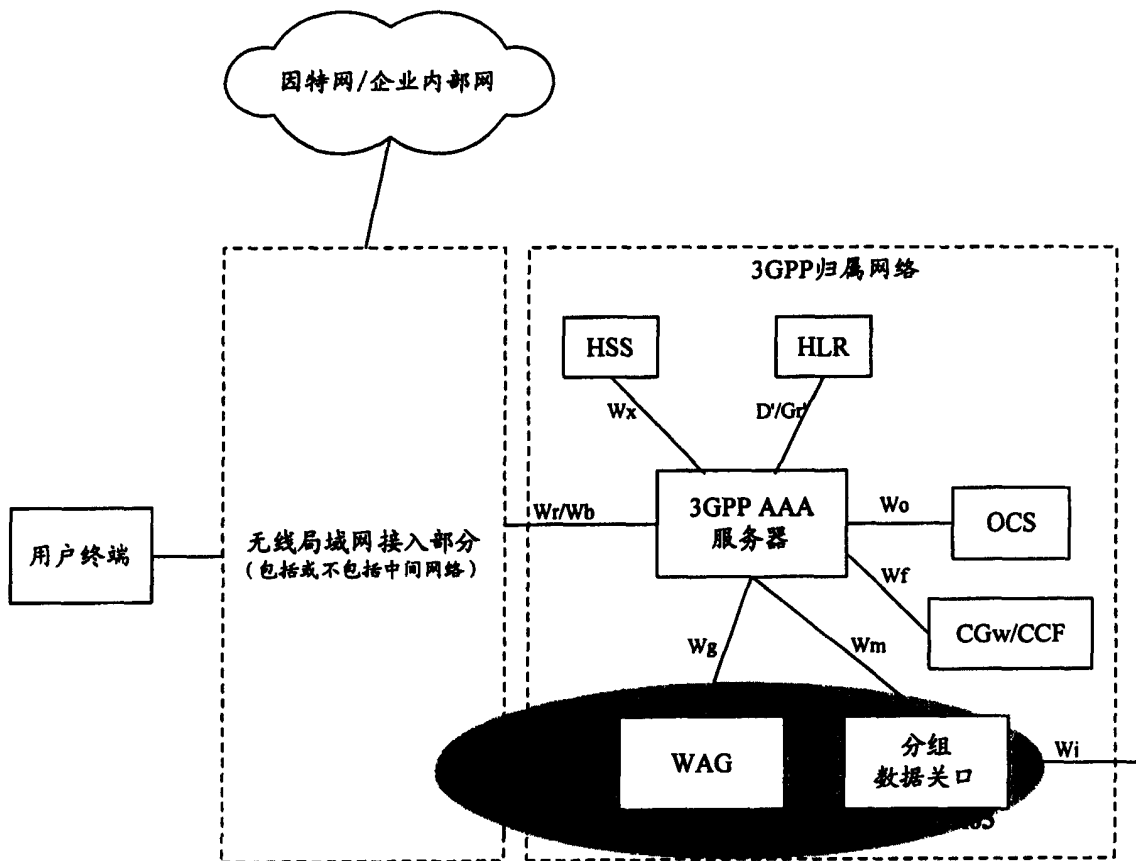 因特网/企业内部网
3GPP归属网络
HSS
HLR
Wx
D'/Gr'
用户终端
无线局域网接入部分
(包括或不包括中间网络)
Wr/Wb
3GPP AAA
服务器
Wo
OCS
Wf
CGw/CCF
Wg
Wm
WAG
分组
数据关口
Wi